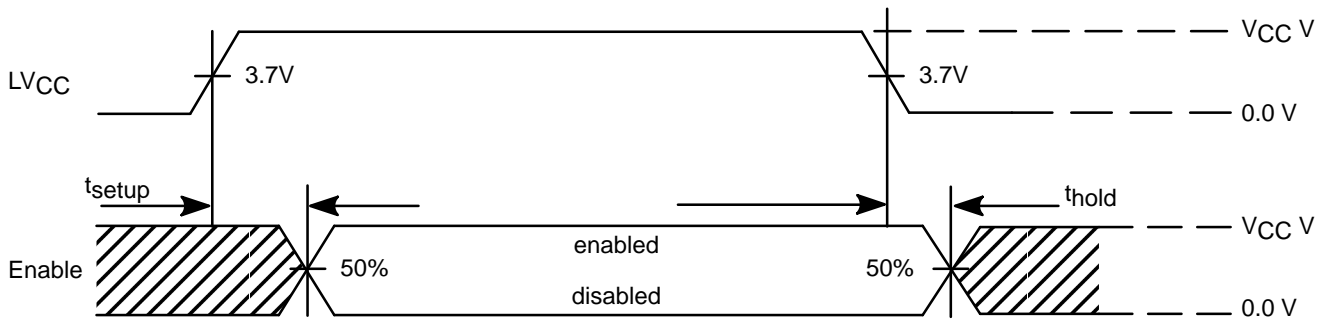 V_CC V
LV_CC
3.7V
3.7V
0.0 V
t_setup
t_hold
V_CC V
enabled
Enable
50%
50%
disabled
0.0 V